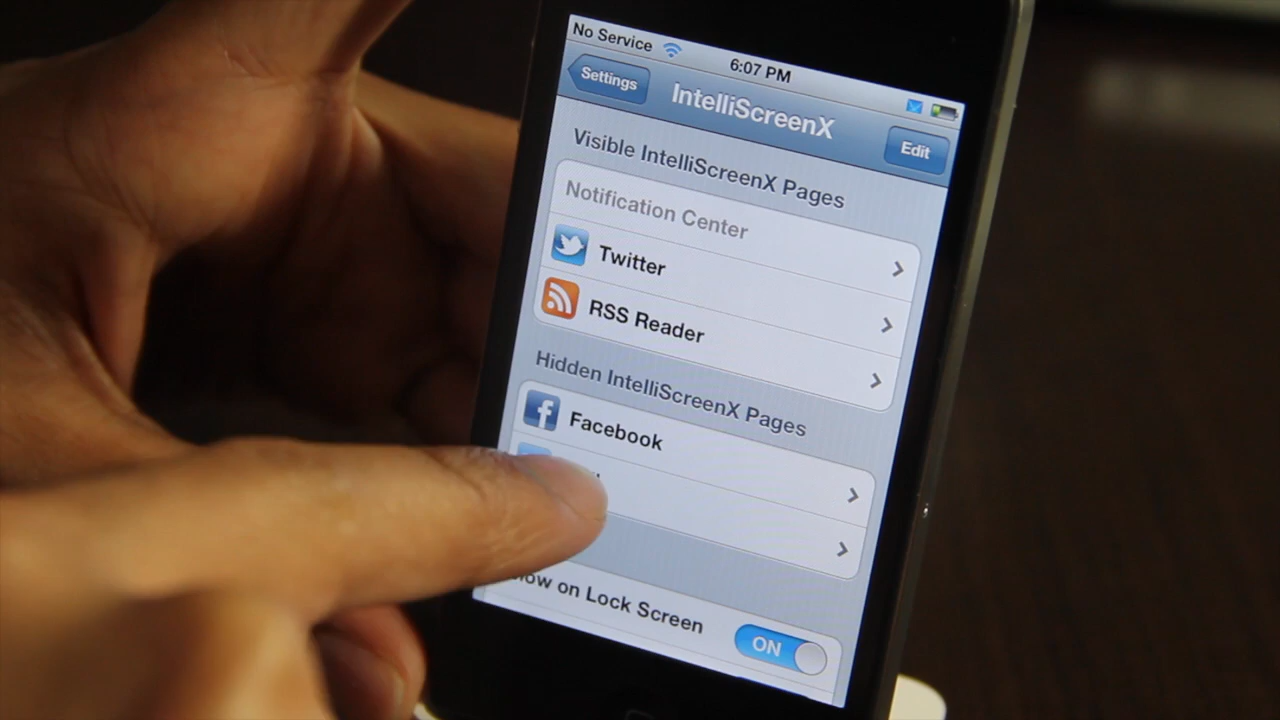 No Service 6:07 PM
Settings IntelliScreenX Edit
Visible IntelliScreenX Pages
Notification Center
Twitter
RSS Reader
Hidden IntelliScreenX Pages
Facebook
on Lock Screen ON